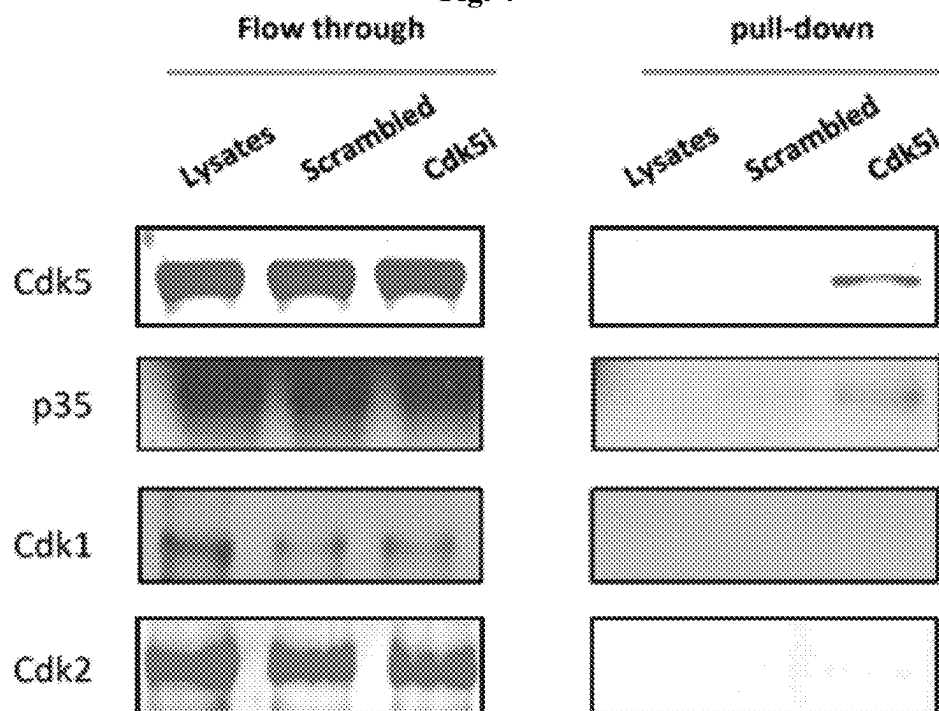 Flow through pull-down
Lysates Scrambled Cdk5i Lysates Scrambled Cdk5i
Cdk5
p35
Cdk1
Cdk2